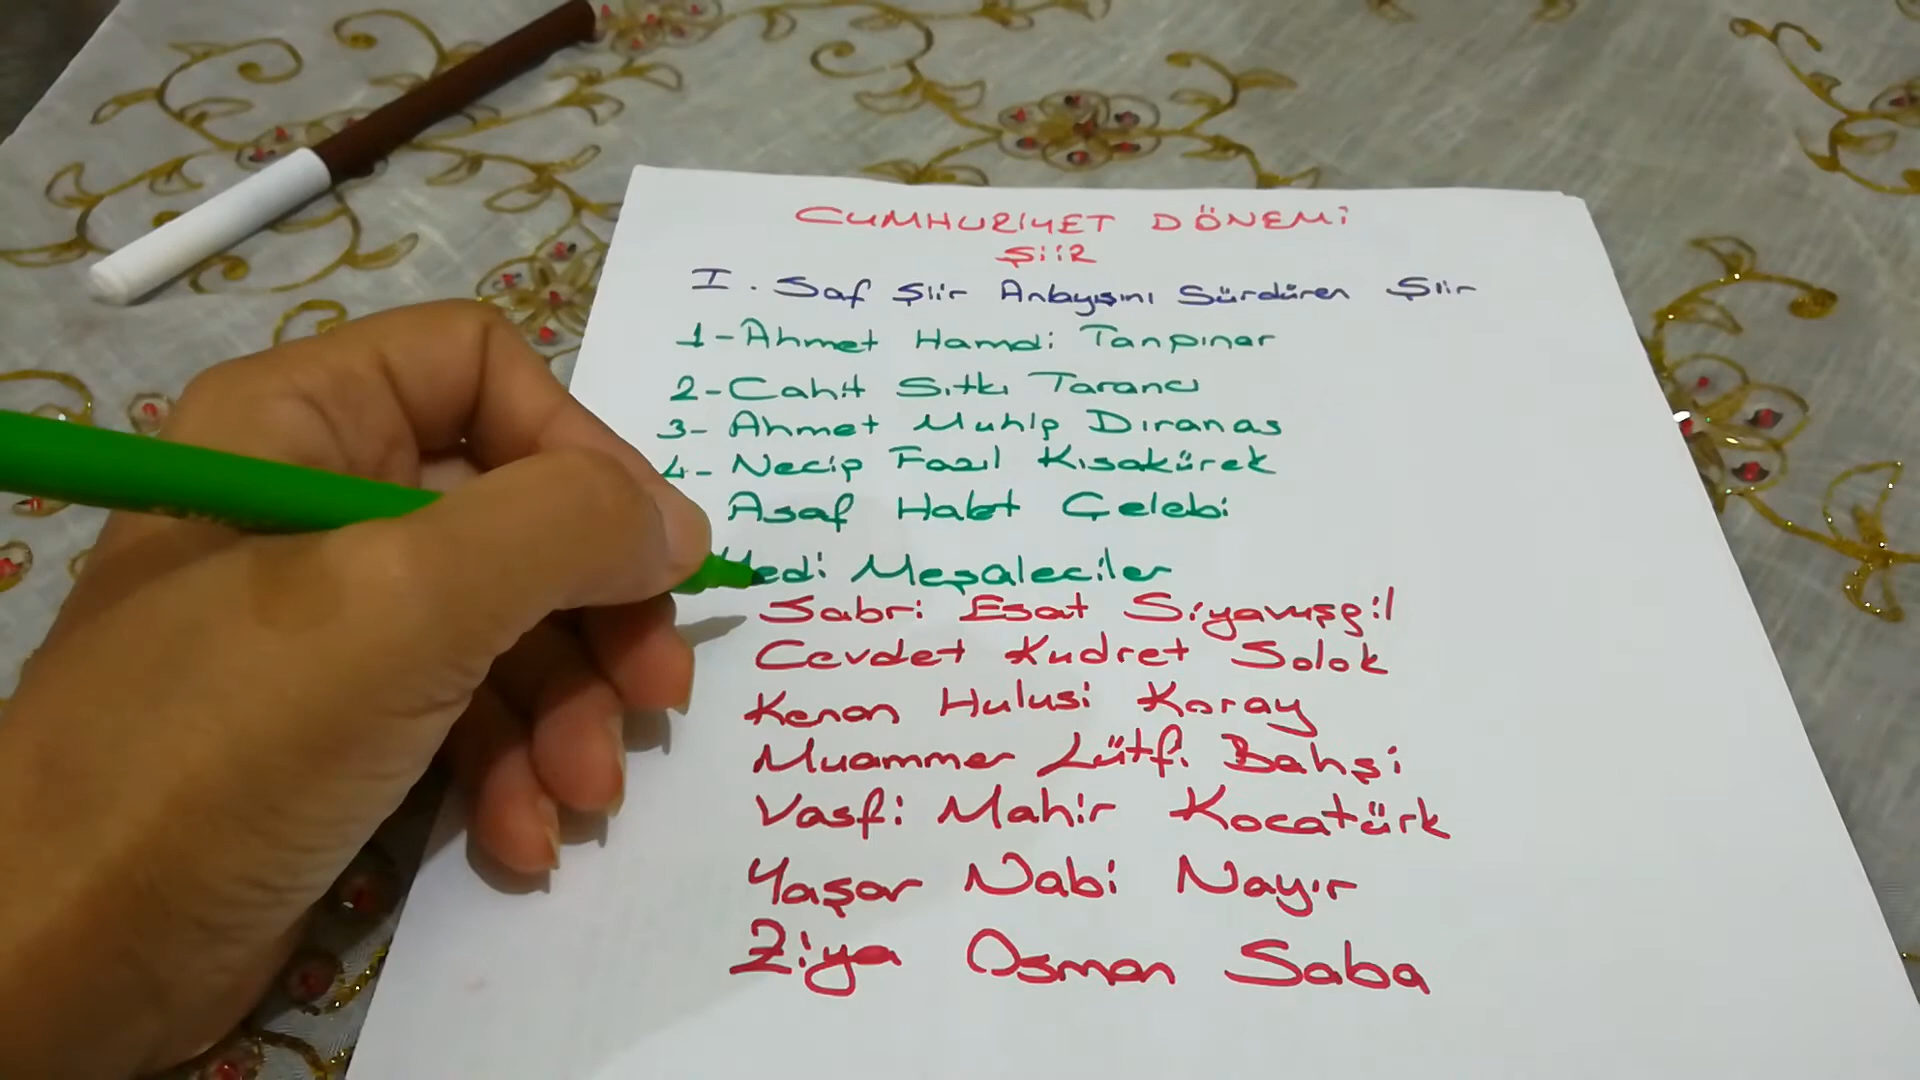 CUMHURİYET DÖNEMİ
ŞİİR
I. Saf Şiir Anlayışını Sürdüren Şiir
1- Ahmet Hamdi Tanpınar
2- Cahit Sıtkı Tarancı
3- Ahmet Muhip Dıranas
4- Necip Fazıl Kısakürek
Asaf Halet Çelebi
Yedi Meşaleciler
Sabri Esat Siyavuşgil
Cevdet Kudret Solok
Kenan Hulusi Koray
Muammer Lütfi Bahşi
Vasfi Mahir Kocatürk
Yaşar Nabi Nayır
Ziya Osman Saba